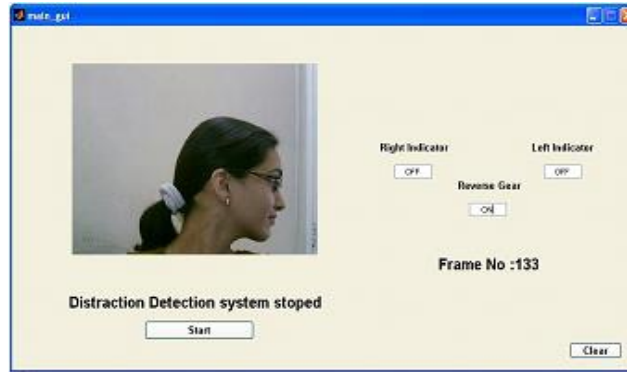 main_gui
Right Indicator
Left Indicator
OFF
OFF
Reverse Gear
ON
Frame No :133
Distraction Detection system stoped
Start
Clear